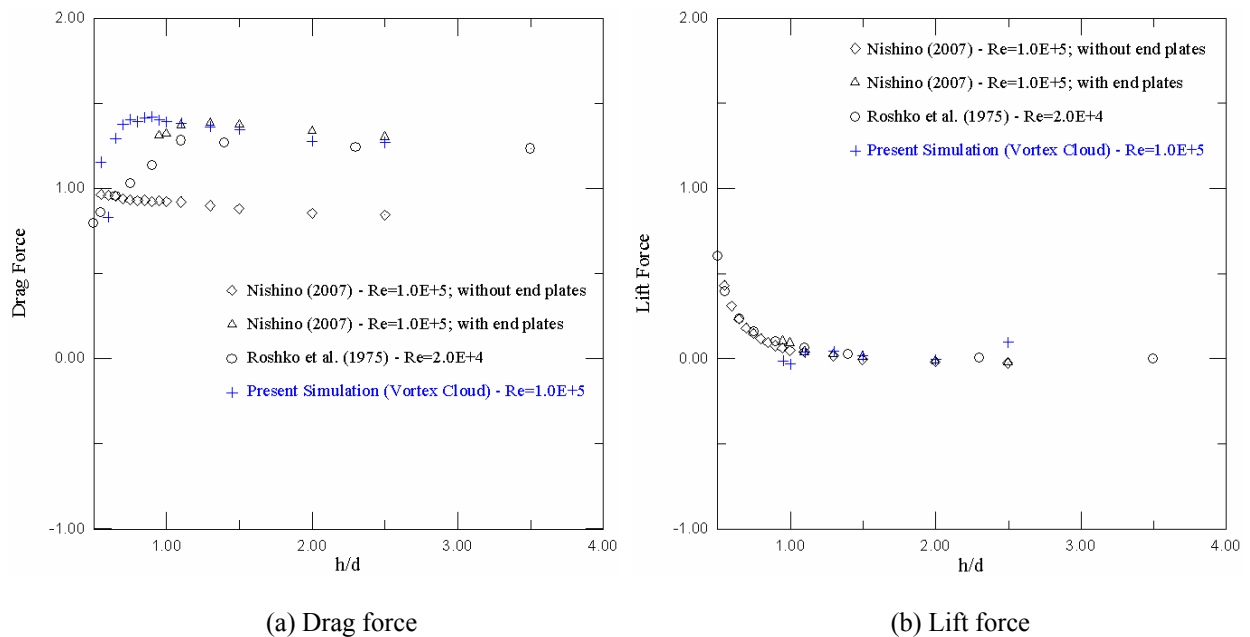 2.00
1.00
0.00
-1.00
Drag Force
Nishino (2007) - Re=1.0E+5; without end plates
Nishino (2007) - Re=1.0E+5; with end plates
Roshko et al. (1975) - Re=2.0E+4
Present Simulation (Vortex Cloud) - Re=1.0E+5
1.00 2.00 3.00 4.00
h/d
(a) Drag force
2.00
1.00
0.00
-1.00
Lift Force
Nishino (2007) - Re=1.0E+5; without end plates
Nishino (2007) - Re=1.0E+5; with end plates
Roshko et al. (1975) - Re=2.0E+4
Present Simulation (Vortex Cloud) - Re=1.0E+5
1.00 2.00 3.00 4.00
h/d
(b) Lift force